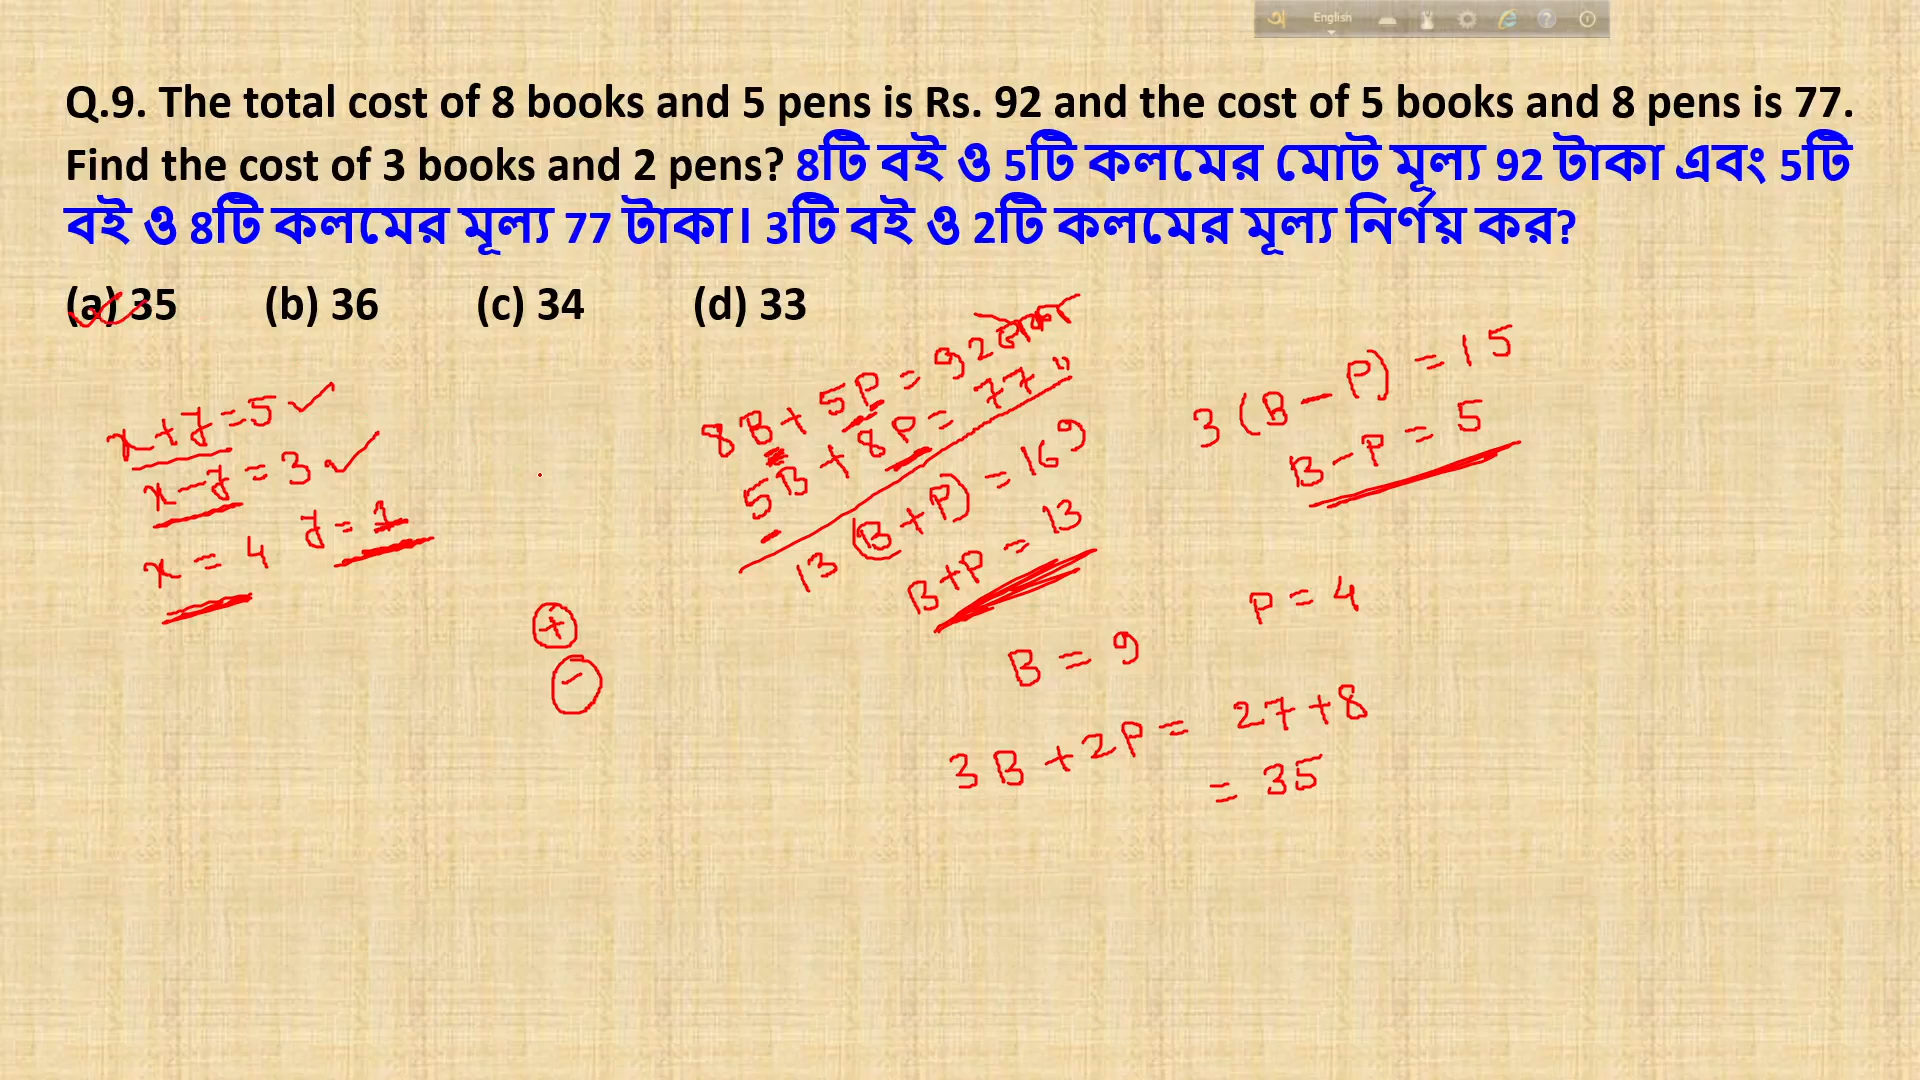 English
Q.9. The total cost of 8 books and 5 pens is Rs. 92 and the cost of 5 books and 8 pens is 77.
Find the cost of 3 books and 2 pens? 8টি বই ও 5টি কলমের মোট মূল্য 92 টাকা এবং 5টি
বই ও 8টি কলমের মূল্য 77 টাকা। 3টি বই ও 2টি কলমের মূল্য নির্ণয় কর?
(a) 35 (b) 36 (c) 34 (d) 33
x+y=5
x-y=3
x=4 y=1
+
-
8B+5P=92
5B+8P=77 "
13(B+P)=169
B+P=13
3(B-P)=15
B-P=5
P=4
B=9
3B+2P=27+8
=35